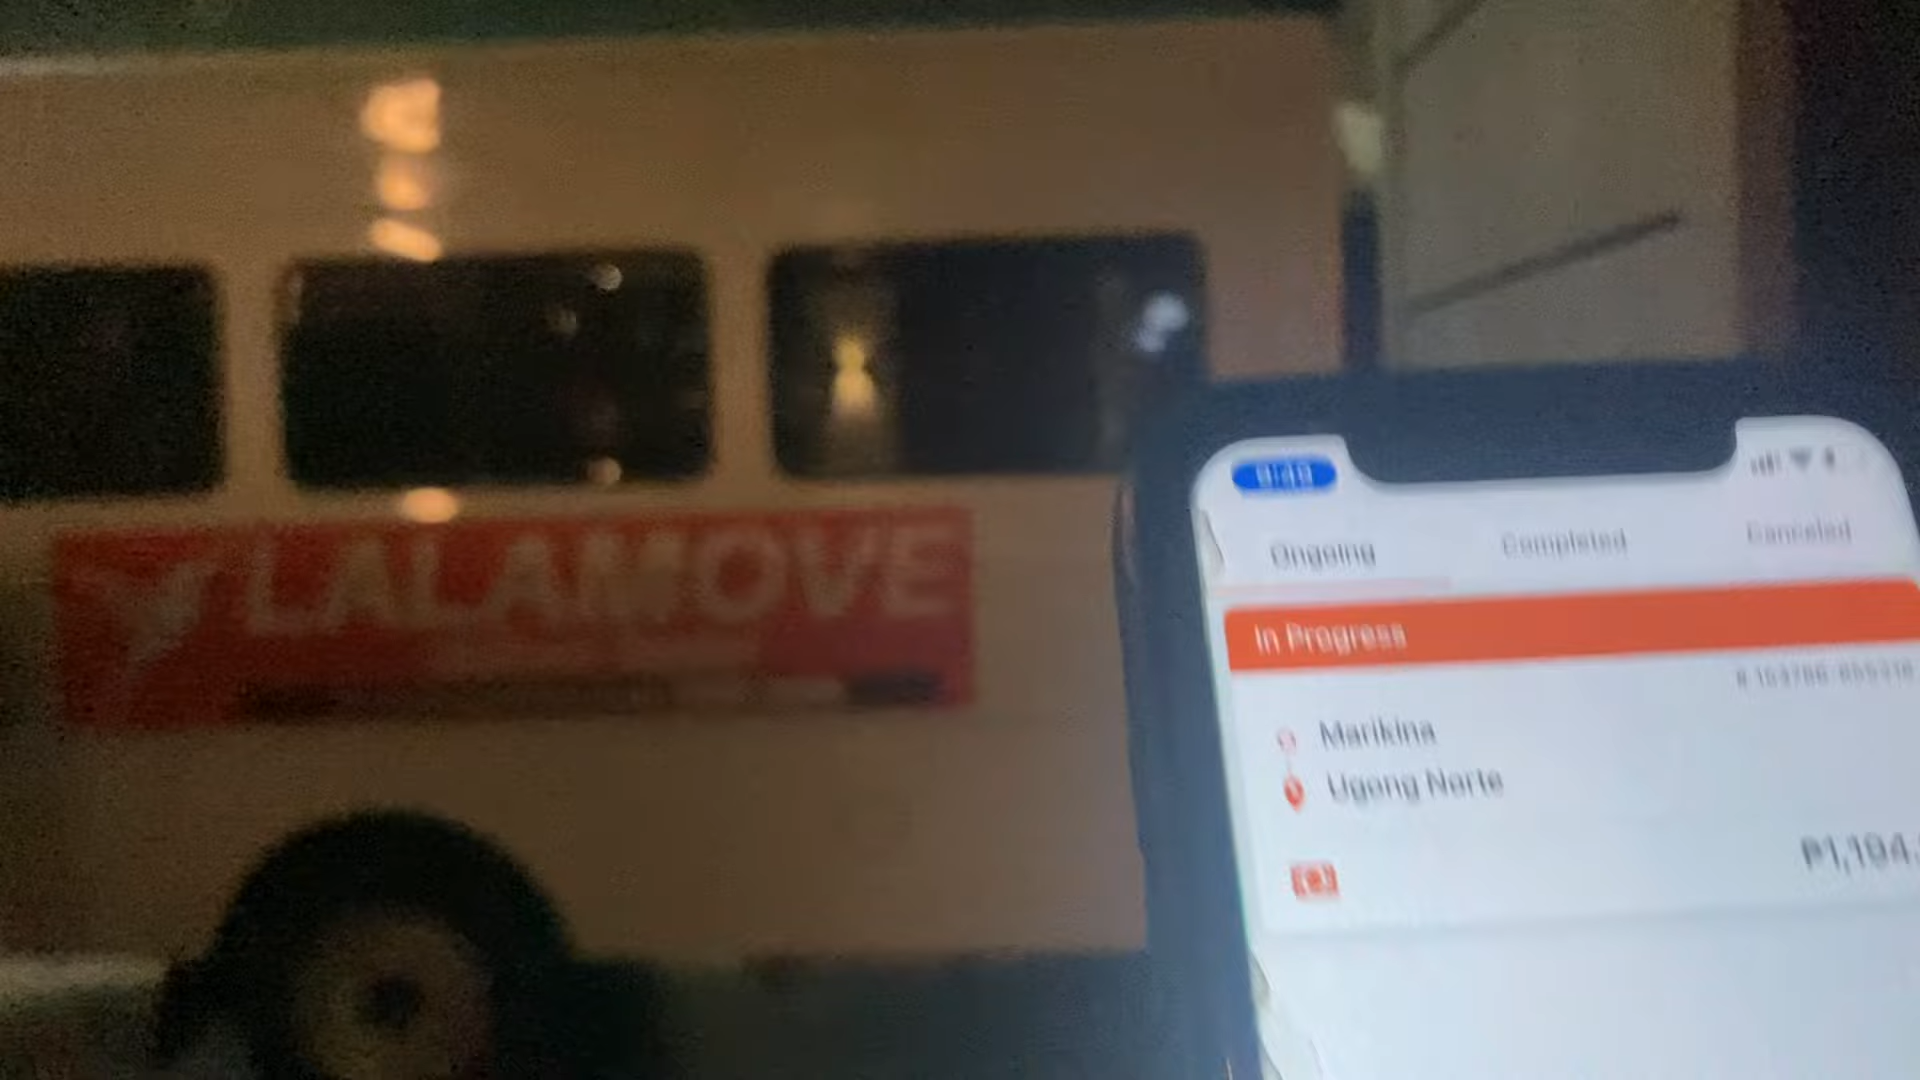 LALAMOVE
Ongoing Completed Canceled
In Progress
Marikina
Ugong Norte
₱1,194.